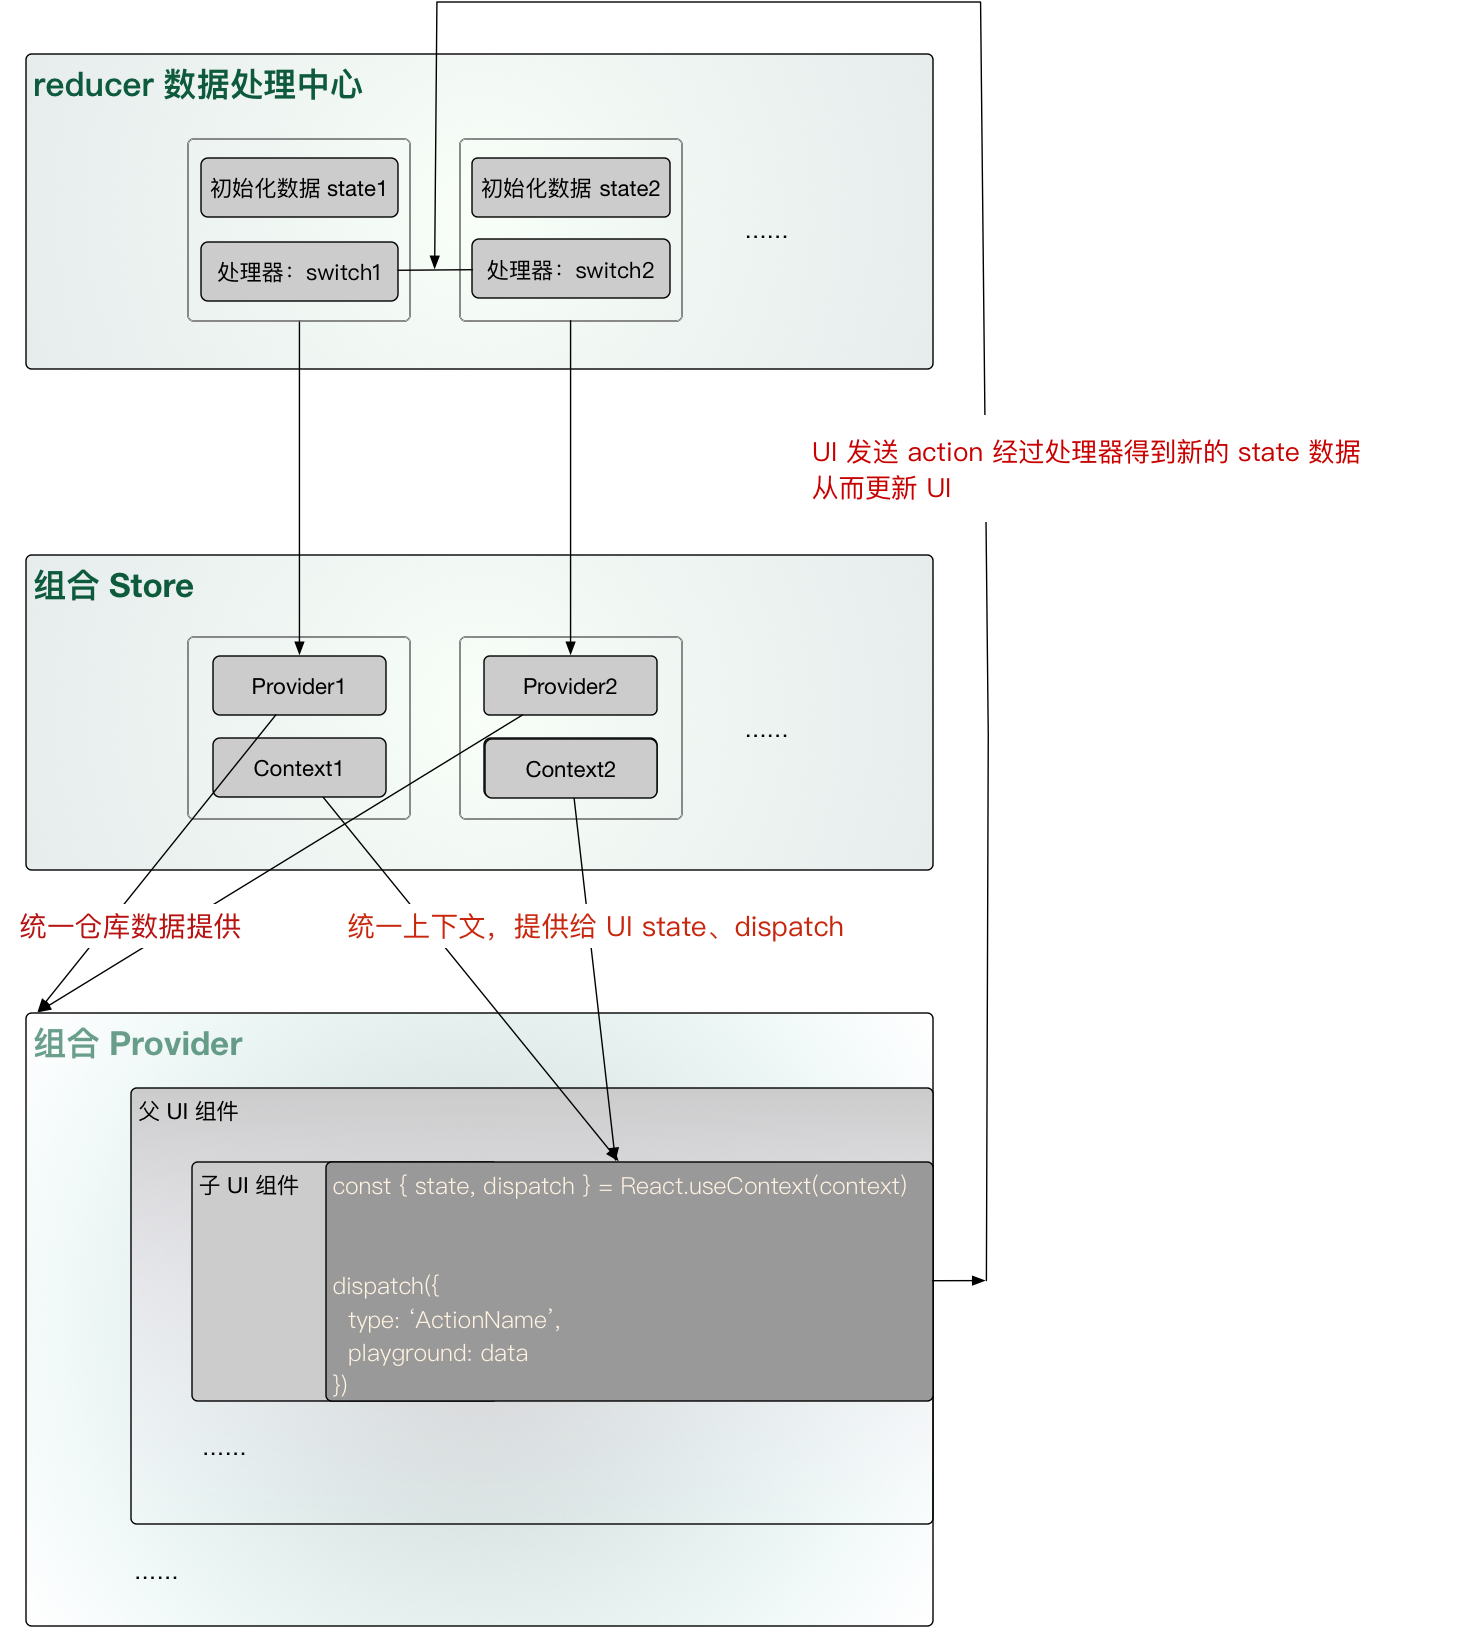 reducer 数据处理中心
初始化数据 state1
初始化数据 state2
......
处理器：switch1
处理器：switch2
UI 发送 action 经过处理器得到新的 state 数据
从而更新 UI
组合 Store
Provider1
Provider2
......
Context1
Context2
统一仓库数据提供
统一上下文，提供给 UI state、dispatch
组合 Provider
父 UI 组件
子 UI 组件
const { state, dispatch } = React.useContext(context)
dispatch({
type: ‘ActionName’,
playground: data
})
......
......